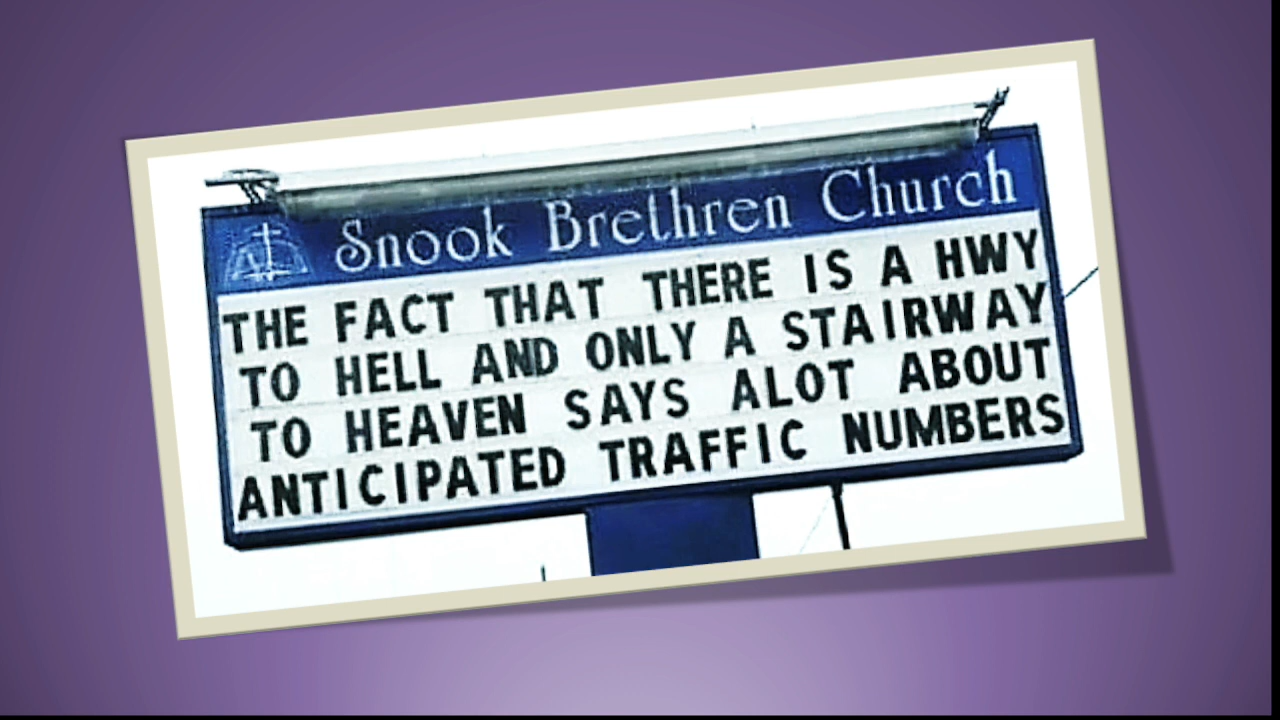 Snook Brethren Church
THE FACT THAT THERE IS A HWY
TO HELL AND ONLY A STAIRWAY
TO HEAVEN SAYS ALOT ABOUT
ANTICIPATED TRAFFIC NUMBERS